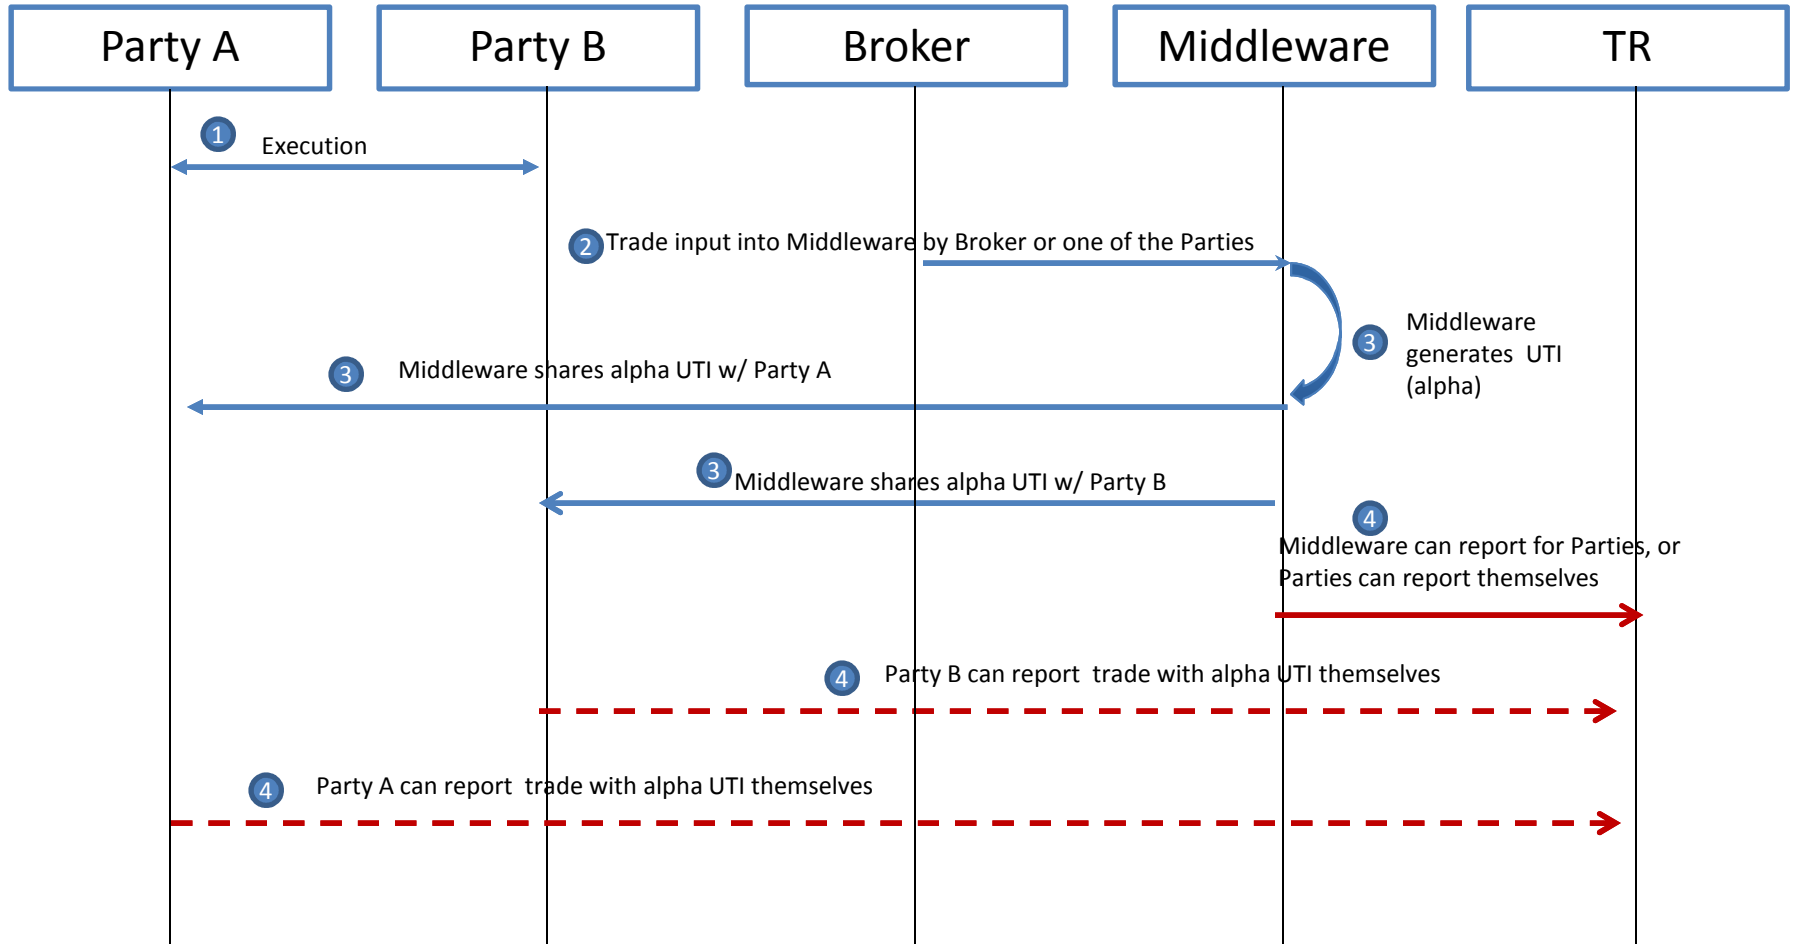 Party A
Party B
Broker
Middleware
TR
1
Execution
2
Trade input into Middleware by Broker or one of the Parties
3
Middleware
generates UTI
(alpha)
3
Middleware shares alpha UTI w/ Party A
3
Middleware shares alpha UTI w/ Party B
4
Middleware can report for Parties, or
Parties can report themselves
4
Party B can report trade with alpha UTI themselves
4
Party A can report trade with alpha UTI themselves